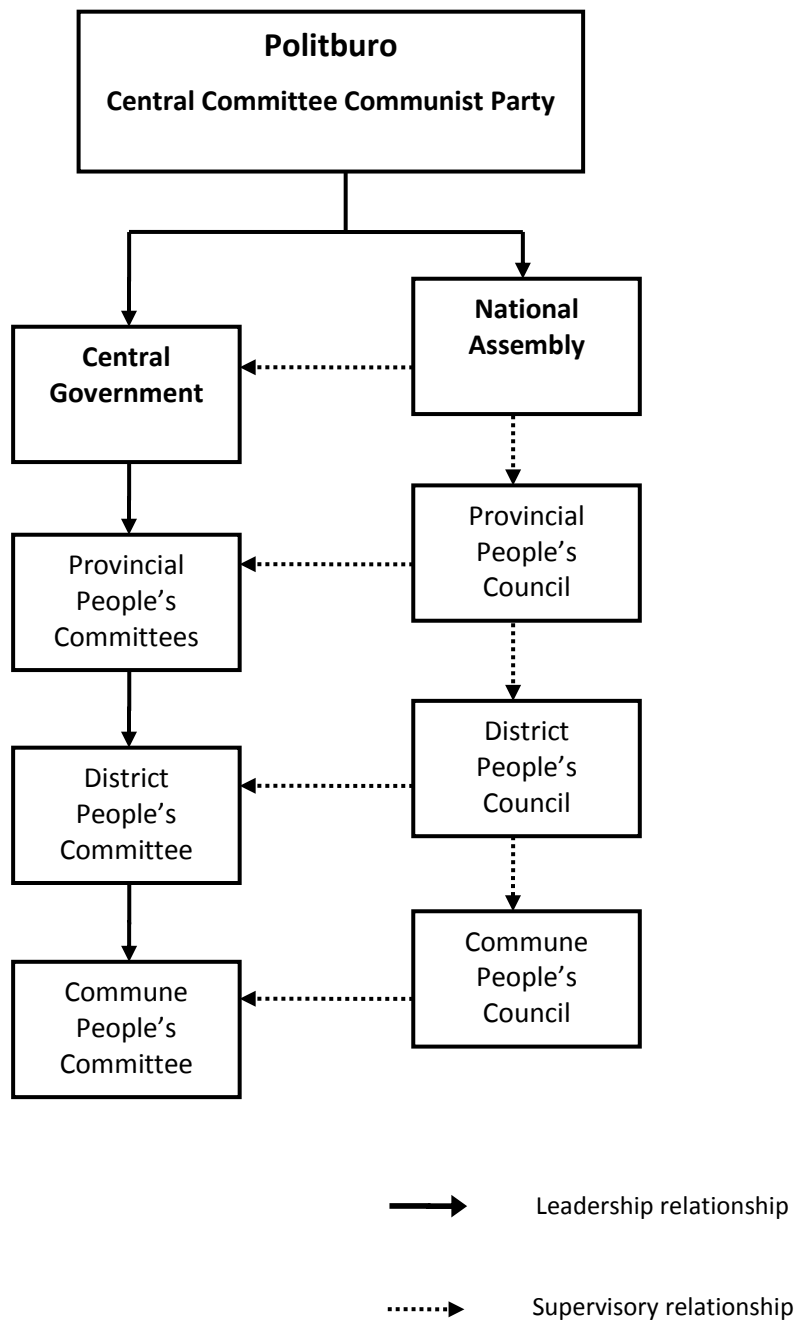 Politburo
Central Committee Communist Party
National
Assembly
Central
Government
Provincial
People’s
Council
Provincial
People’s
Committees
District
People’s
Council
District
People’s
Committee
Commune
People’s
Council
Commune
People’s
Committee
Leadership relationship
Supervisory relationship